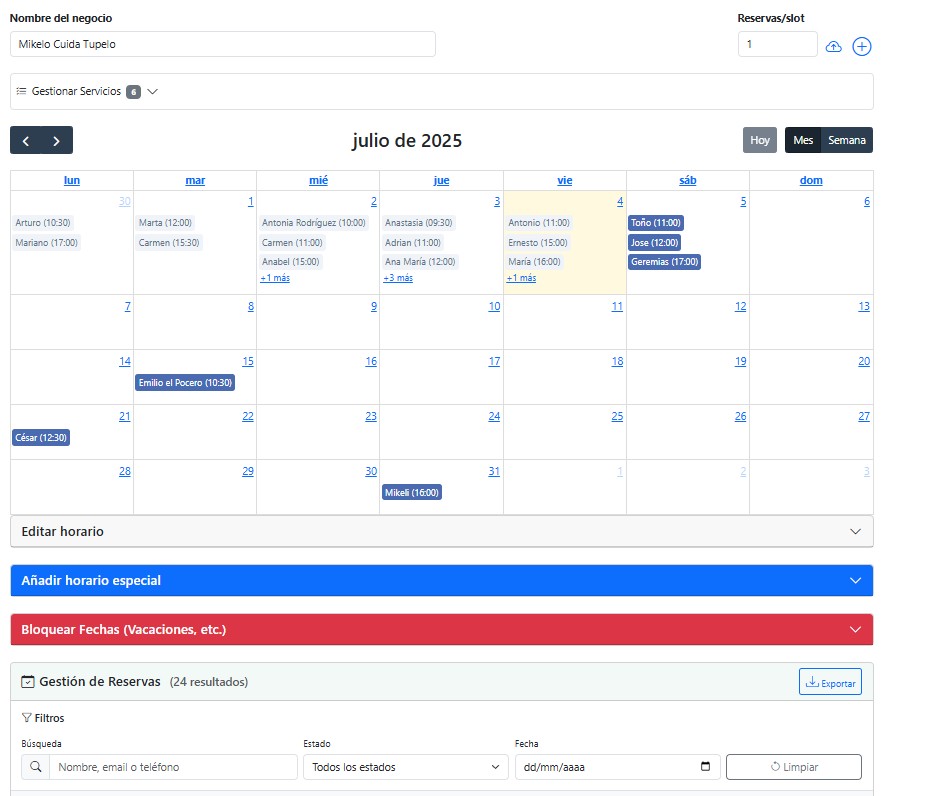 Nombre del negocio
Reservas/slot
Mikelo Cuida Tupelo
1
Gestionar Servicios 6
julio de 2025
Hoy Mes Semana
lun mar mié jue vie sáb dom
30 1 2 3 4 5 6
Arturo (10:30) Marta (12:00) Antonia Rodríguez (10:00) Anastasia (09:30) Antonio (11:00) Toño (11:00)
Mariano (17:00) Carmen (15:30) Carmen (11:00) Adrian (11:00) Ernesto (15:00) Jose (12:00)
Anabel (15:00) Ana María (12:00) María (16:00) Geremias (17:00)
+1 más +3 más +1 más
7 8 9 10 11 12 13
14 15 16 17 18 19 20
Emilio el Pocero (10:30)
21 22 23 24 25 26 27
César (12:30)
28 29 30 31 1 2 3
Mikeli (16:00)
Editar horario
Añadir horario especial
Bloquear Fechas (Vacaciones, etc.)
Gestión de Reservas (24 resultados) Exportar
Filtros
Búsqueda Estado Fecha
Nombre, email o teléfono Todos los estados dd/mm/aaaa Limpiar